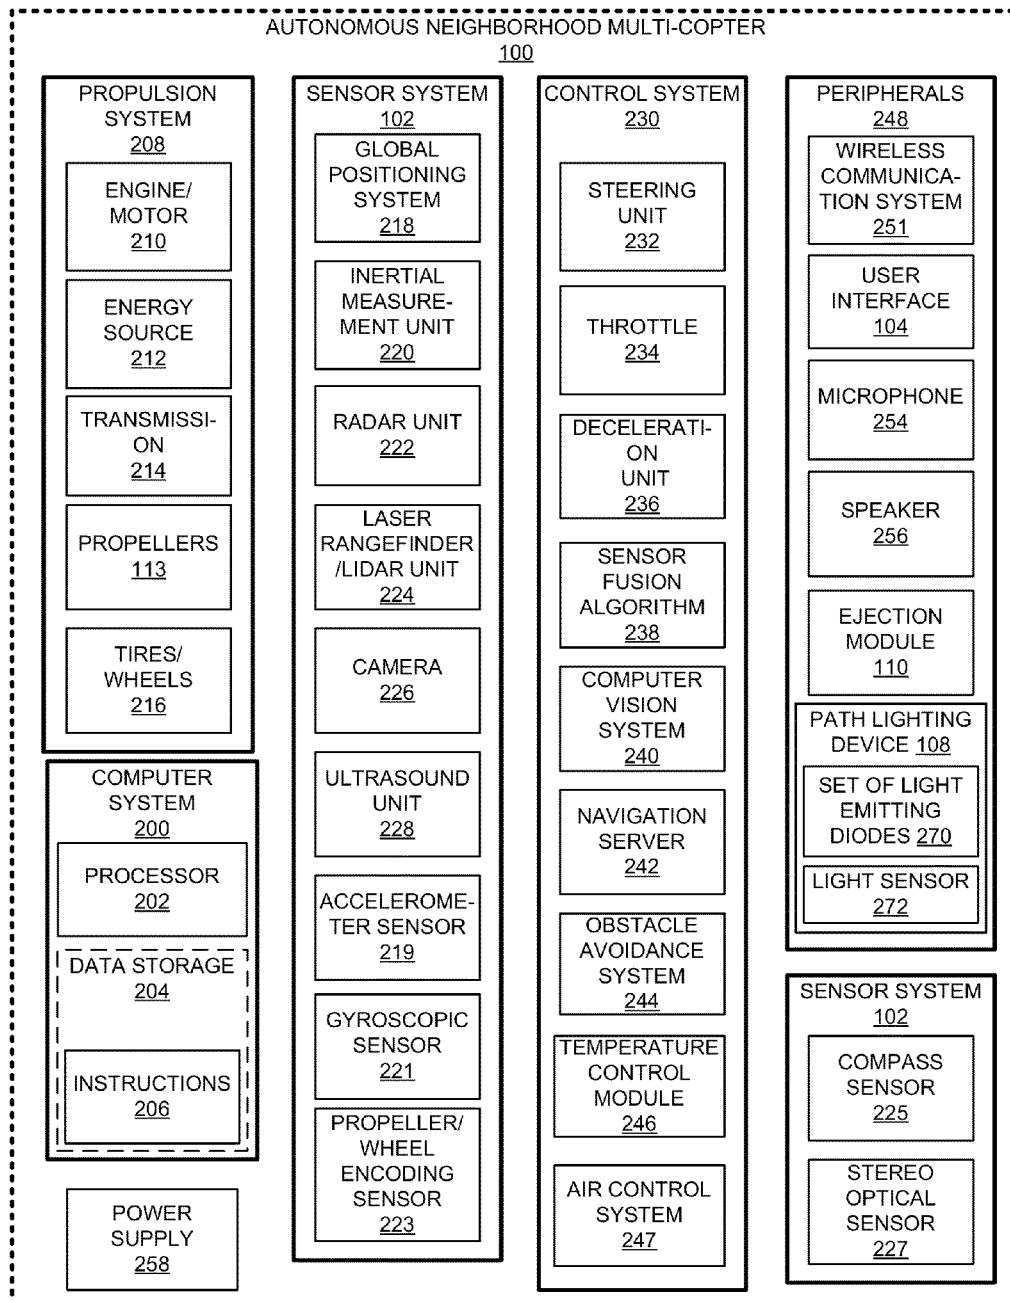 AUTONOMOUS NEIGHBORHOOD MULTI-COPTER
100
PROPULSION
SYSTEM
208
ENGINE/
MOTOR
210
ENERGY
SOURCE
212
TRANSMISSI-
ON
214
PROPELLERS
113
TIRES/
WHEELS
216
COMPUTER
SYSTEM
200
PROCESSOR
202
DATA STORAGE
204
INSTRUCTIONS
206
POWER
SUPPLY
258
SENSOR SYSTEM
102
GLOBAL
POSITIONING
SYSTEM
218
INERTIAL
MEASURE-
MENT UNIT
220
RADAR UNIT
222
LASER
RANGEFINDER
/LIDAR UNIT
224
CAMERA
226
ULTRASOUND
UNIT
228
ACCELEROME-
TER SENSOR
219
GYROSCOPIC
SENSOR
221
PROPELLER/
WHEEL
ENCODING
SENSOR
223
CONTROL SYSTEM
230
STEERING
UNIT
232
THROTTLE
234
DECELERATI-
ON
UNIT
236
SENSOR
FUSION
ALGORITHM
238
COMPUTER
VISION
SYSTEM
240
NAVIGATION
SERVER
242
OBSTACLE
AVOIDANCE
SYSTEM
244
TEMPERATURE
CONTROL
MODULE
246
AIR CONTROL
SYSTEM
247
PERIPHERALS
248
WIRELESS
COMMUNICA-
TION SYSTEM
251
USER
INTERFACE
104
MICROPHONE
254
SPEAKER
256
EJECTION
MODULE
110
PATH LIGHTING
DEVICE 108
SET OF LIGHT
EMITTING
DIODES 270
LIGHT SENSOR
272
SENSOR SYSTEM
102
COMPASS
SENSOR
225
STEREO
OPTICAL
SENSOR
227